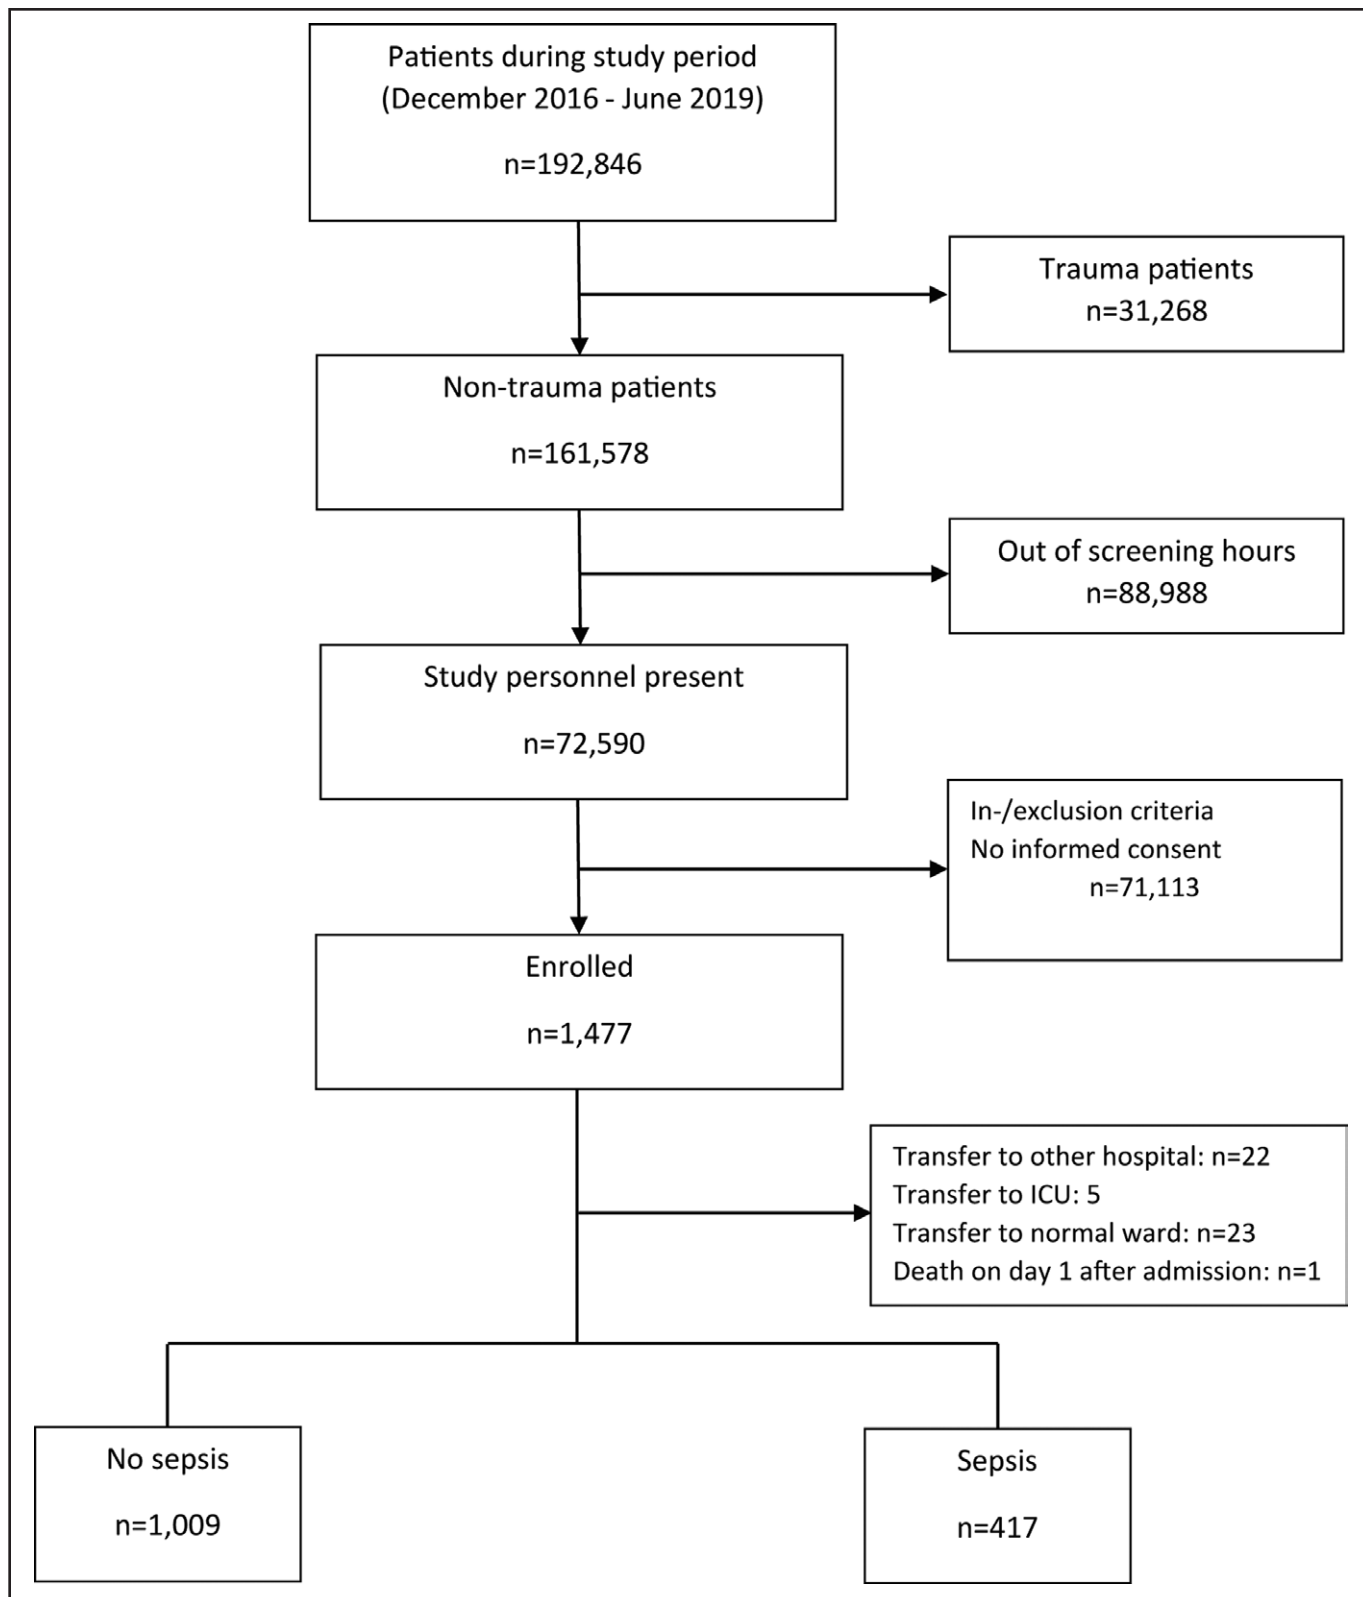 Patients during study period
(December 2016 - June 2019)
n=192,846
Trauma patients
n=31,268
Non-trauma patients
n=161,578
Out of screening hours
n=88,988
Study personnel present
n=72,590
In-/exclusion criteria
No informed consent
n=71,113
Enrolled
n=1,477
Transfer to other hospital: n=22
Transfer to ICU: 5
Transfer to normal ward: n=23
Death on day 1 after admission: n=1
No sepsis
n=1,009
Sepsis
n=417